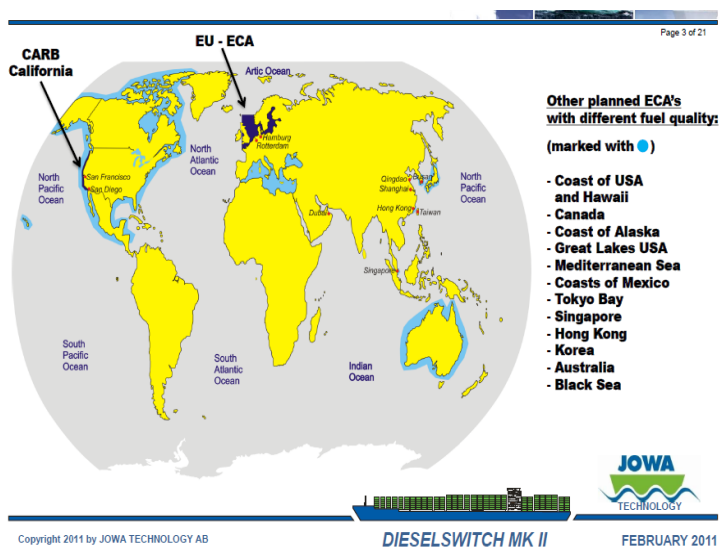 Page 3 of 21
CARB
California
EU - ECA
Artic Ocean
Other planned ECA's
with different fuel quality:
(marked with )
- Coast of USA
and Hawaii
- Canada
- Coast of Alaska
- Great Lakes USA
- Mediterranean Sea
- Coasts of Mexico
- Tokyo Bay
- Singapore
- Hong Kong
- Korea
- Australia
- Black Sea
Hamburg
Rotterdam
North
Atlantic
Ocean
North
Pacific
Ocean
San Francisco
San Diego
Qingdao
Busan
Shanghai
North
Pacific
Ocean
Hong Kong
Taiwan
Dubai
Singapore
South
Pacific
Ocean
South
Atlantic
Ocean
Indian
Ocean
JOWA
TECHNOLOGY
Copyright 2011 by JOWA TECHNOLOGY AB
DIESELSWITCH MK II
FEBRUARY 2011